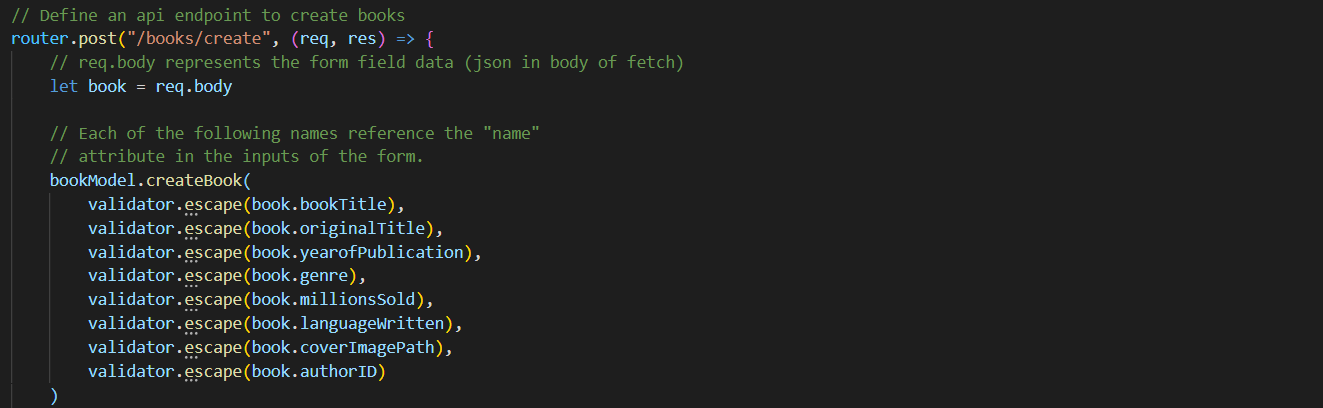 // Define an api endpoint to create books
router.post("/books/create", (req, res) => {
    // req.body represents the form field data (json in body of fetch)
    let book = req.body
    // Each of the following names reference the "name"
    // attribute in the inputs of the form.
    bookModel.createBook(
        validator.escape(book.bookTitle),
        validator.escape(book.originalTitle),
        validator.escape(book.yearofPublication),
        validator.escape(book.genre),
        validator.escape(book.millionsSold),
        validator.escape(book.languageWritten),
        validator.escape(book.coverImagePath),
        validator.escape(book.authorID)
    )